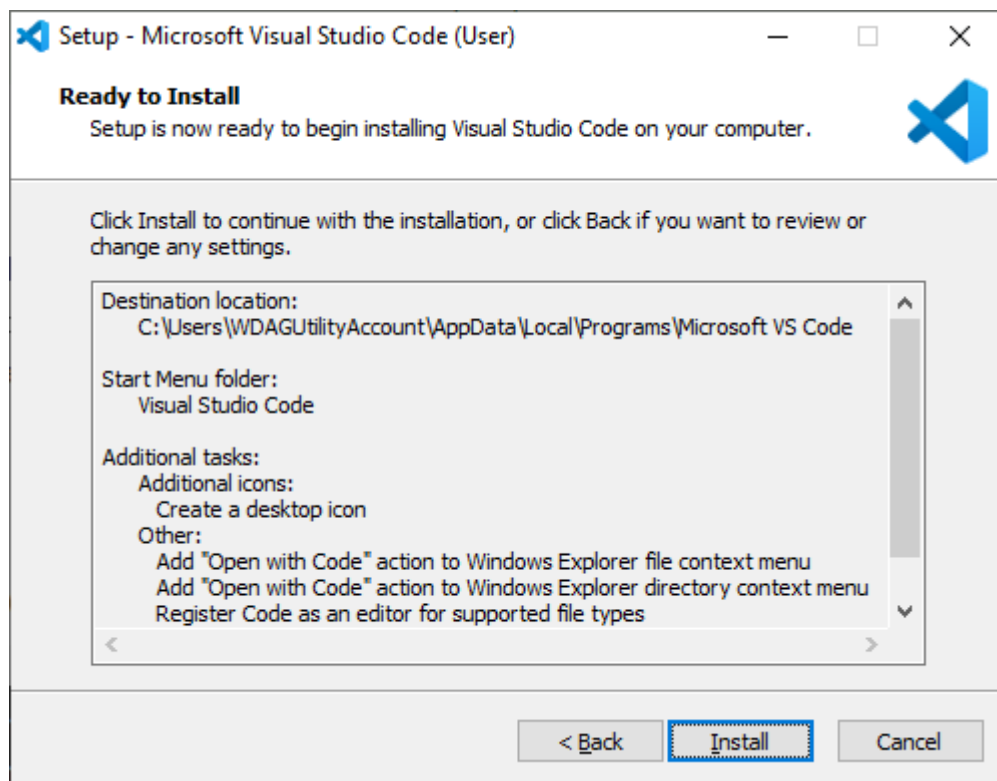 Setup - Microsoft Visual Studio Code (User)
Ready to Install
Setup is now ready to begin installing Visual Studio Code on your computer.
Click Install to continue with the installation, or click Back if you want to review or
change any settings.
Destination location:
C:\Users\WDAGUtilityAccount\AppData\Local\Programs\Microsoft VS Code
Start Menu folder:
Visual Studio Code
Additional tasks:
Additional icons:
Create a desktop icon
Other:
Add "Open with Code" action to Windows Explorer file context menu
Add "Open with Code" action to Windows Explorer directory context menu
Register Code as an editor for supported file types
< Back
Install
Cancel